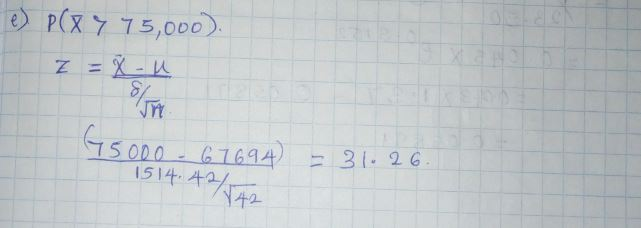 e) P(X̄ > 75,000).
z = X̄ - μ
δ/√n.
(75000 - 67694) = 31.26.
1514.42/√42